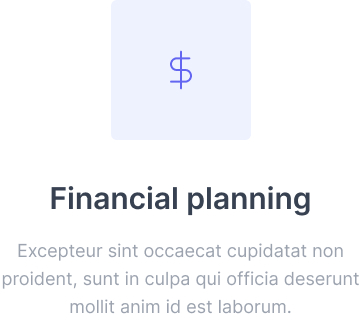 $
Financial planning
Excepteur sint occaecat cupidatat non
proident, sunt in culpa qui officia deserunt
mollit anim id est laborum.